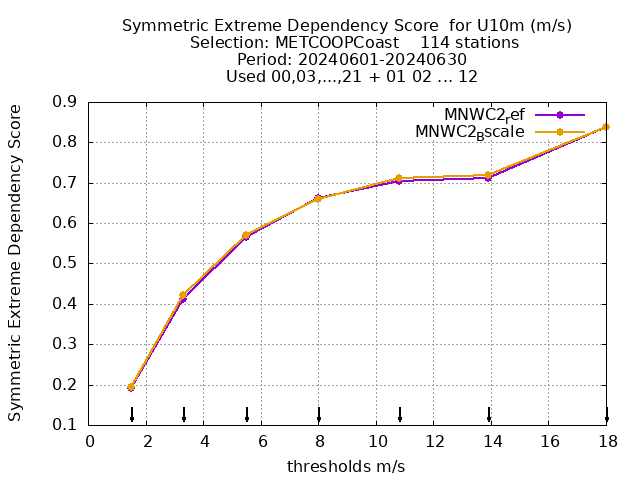 Symmetric Extreme Dependency Score  for U10m (m/s)
Selection: METCOOPCoast    114 stations
Period: 20240601-20240630
Used 00,03,...,21 + 01 02 ... 12
MNWC2ref
MNWC2Bscale
Symmetric Extreme Dependency Score
0.9
0.8
0.7
0.6
0.5
0.4
0.3
0.2
0.1
0 2 4 6 8 10 12 14 16 18
thresholds m/s